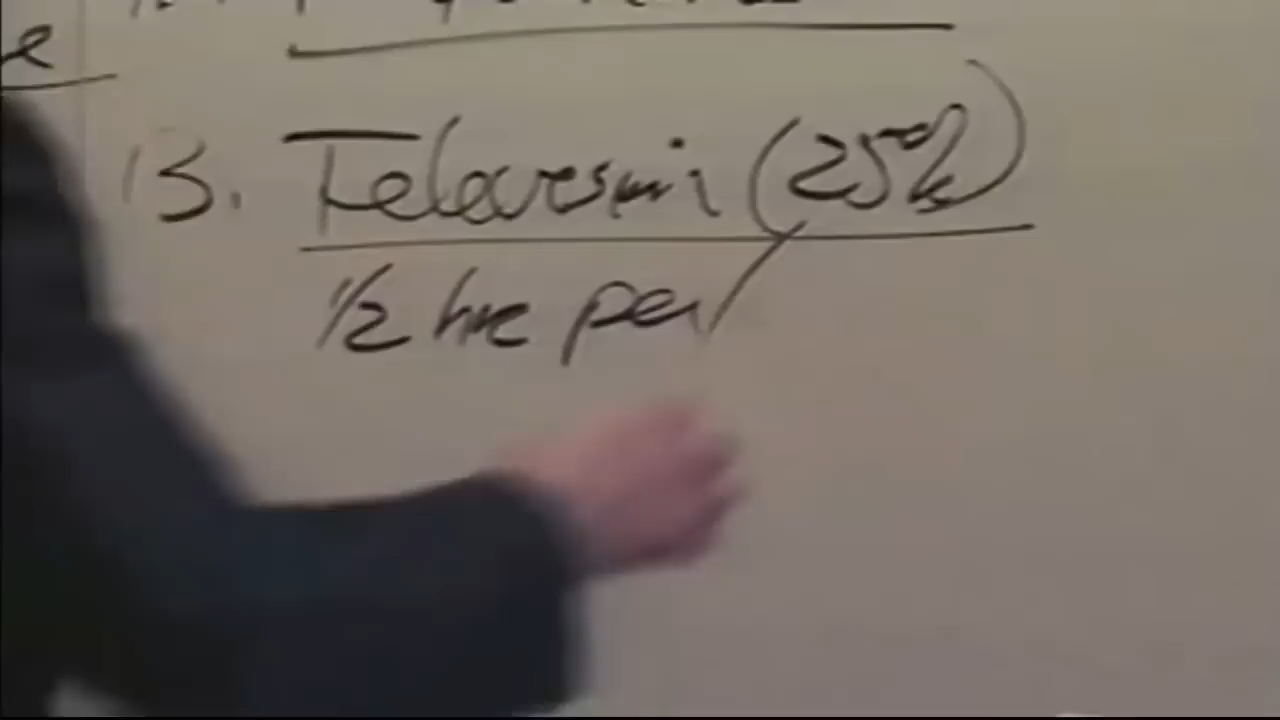 e
13. Television (25%)
1/2 hr per